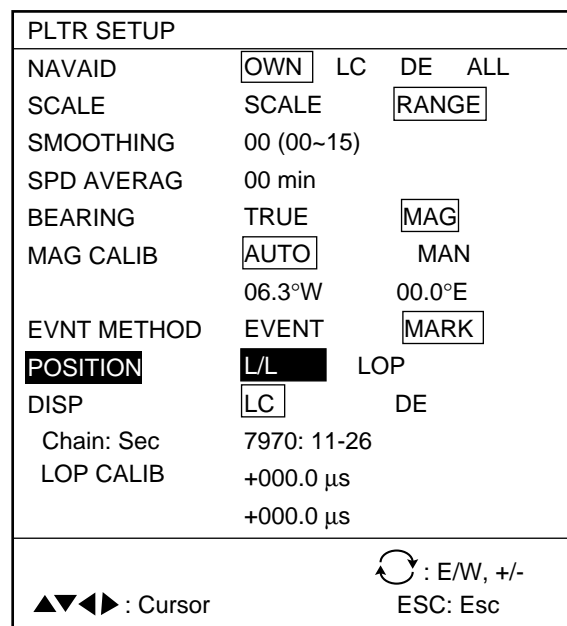 PLTR SETUP
NAVAID OWN LC DE ALL
SCALE SCALE RANGE
SMOOTHING 00 (00~15)
SPD AVERAG 00 min
BEARING TRUE MAG
MAG CALIB AUTO MAN
06.3°W 00.0°E
EVNT METHOD EVENT MARK
POSITION L/L LOP
DISP LC DE
Chain: Sec 7970: 11-26
LOP CALIB +000.0 µs
+000.0 µs
: E/W, +/-
▲▼◀▶ : Cursor ESC: Esc